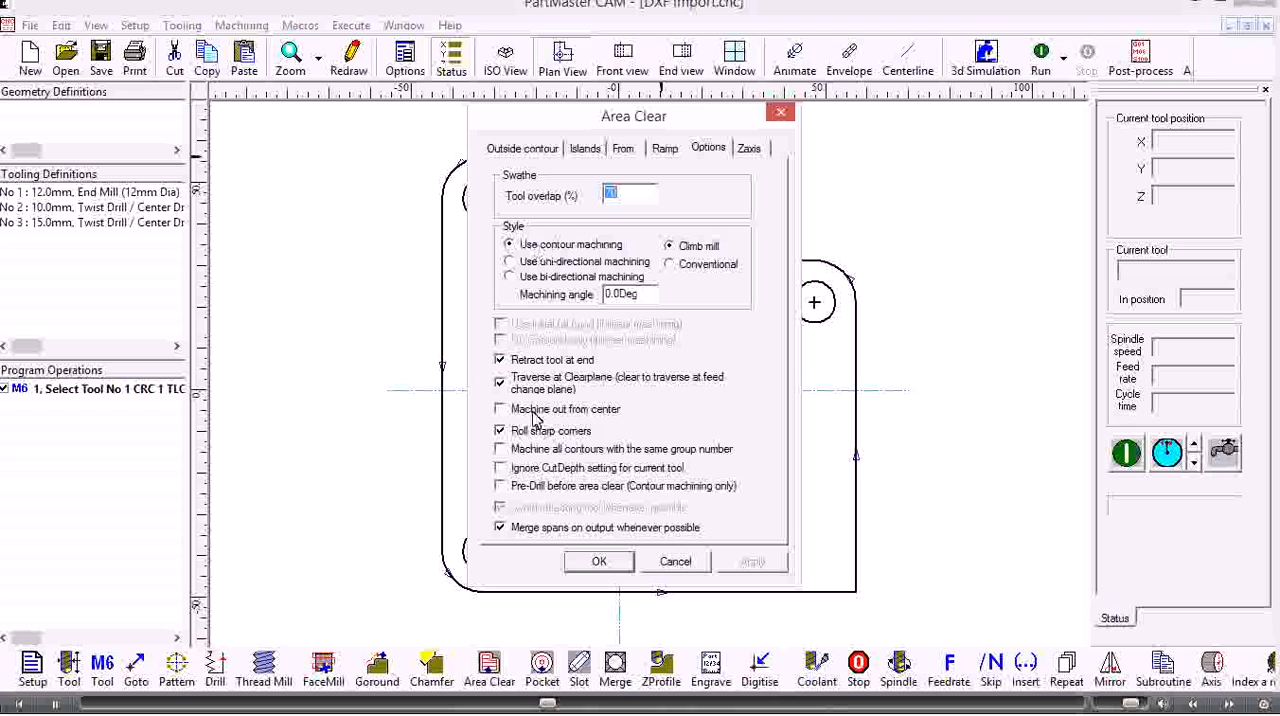 PartMaster CAM - [DXF Import.cnc]
File Edit View Setup Tooling Machining Macros Execute Window Help
New Open Save Print Cut Copy Paste Zoom Redraw Options Status ISO View Plan View Front view End view Window Animate Envelope Centerline 3d Simulation Run Stop Post-process A
Geometry Definitions
-50 -0 50 100
Area Clear
Current tool position
X
Y
Z
Outside contour Islands From Ramp Options Zaxis
Swathe
Tool overlap (%) 70
Tooling Definitions
No 1 : 12.0mm, End Mill (12mm Dia)
No 2 : 10.0mm, Twist Drill / Center Dr
No 3 : 15.0mm, Twist Drill / Center Dr
50
Style
Use contour machining Climb mill
Use uni-directional machining Conventional
Use bi-directional machining
Machining angle 0.0Deg
Current tool
In position
Retract tool at end
Traverse at Clearplane (clear to traverse at feed
change plane)
Machine out from center
Roll sharp corners
Machine all contours with the same group number
Ignore CutDepth setting for current tool
Pre-Drill before area clear (Contour machining only)
Merge spans on output whenever possible
OK Cancel Apply
Program Operations
M6 1, Select Tool No 1 CRC 1 TLC
0
-50
Spindle
speed
Feed
rate
Cycle
time
Status
M6 F /N (...)
Setup Tool Tool Goto Pattern Drill Thread Mill FaceMill Goround Chamfer Area Clear Pocket Slot Merge ZProfile Engrave Digitise Coolant Stop Spindle Feedrate Skip Insert Repeat Mirror Subroutine Axis Index a r